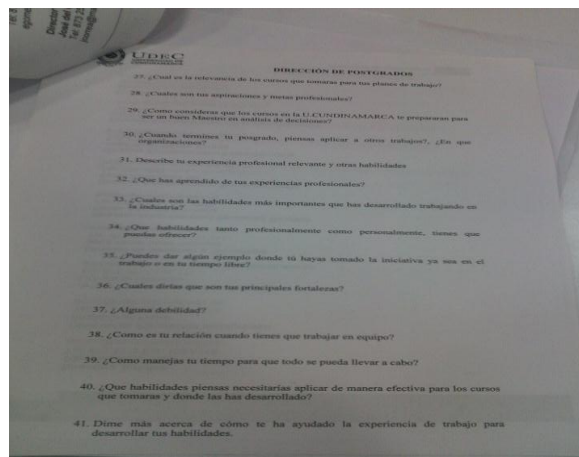 Director
José del
Tel: 873 25
UDEC
DIRECCIÓN DE POSTGRADOS
27. ¿Cual es la relevancia de los cursos que tomaras para tus planes de trabajo?
28. ¿Cuales son tus aspiraciones y metas profesionales?
29. ¿Como consideras que los cursos en la U.CUNDINAMARCA te prepararan para
ser un buen Maestro en análisis de decisiones?
30. ¿Cuando termines tu posgrado, piensas aplicar a otros trabajos?, ¿En que
organizaciones?
31. Describe tu experiencia profesional relevante y otras habilidades
32. ¿Que has aprendido de tus experiencias profesionales?
33. ¿Cuales son las habilidades más importantes que has desarrollado trabajando en
la industria?
34. ¿Que habilidades tanto profesionalmente como personalmente, tienes que
puedas ofrecer?
35. ¿Puedes dar algún ejemplo donde tú hayas tomado la iniciativa ya sea en el
trabajo o en tu tiempo libre?
36. ¿Cuales dirías que son tus principales fortalezas?
37. ¿Alguna debilidad?
38. ¿Como es tu relación cuando tienes que trabajar en equipo?
39. ¿Como manejas tu tiempo para que todo se pueda llevar a cabo?
40. ¿Que habilidades piensas necesitarías aplicar de manera efectiva para los cursos
que tomaras y donde las has desarrollado?
41. Dime más acerca de cómo te ha ayudado la experiencia de trabajo para
desarrollar tus habilidades.